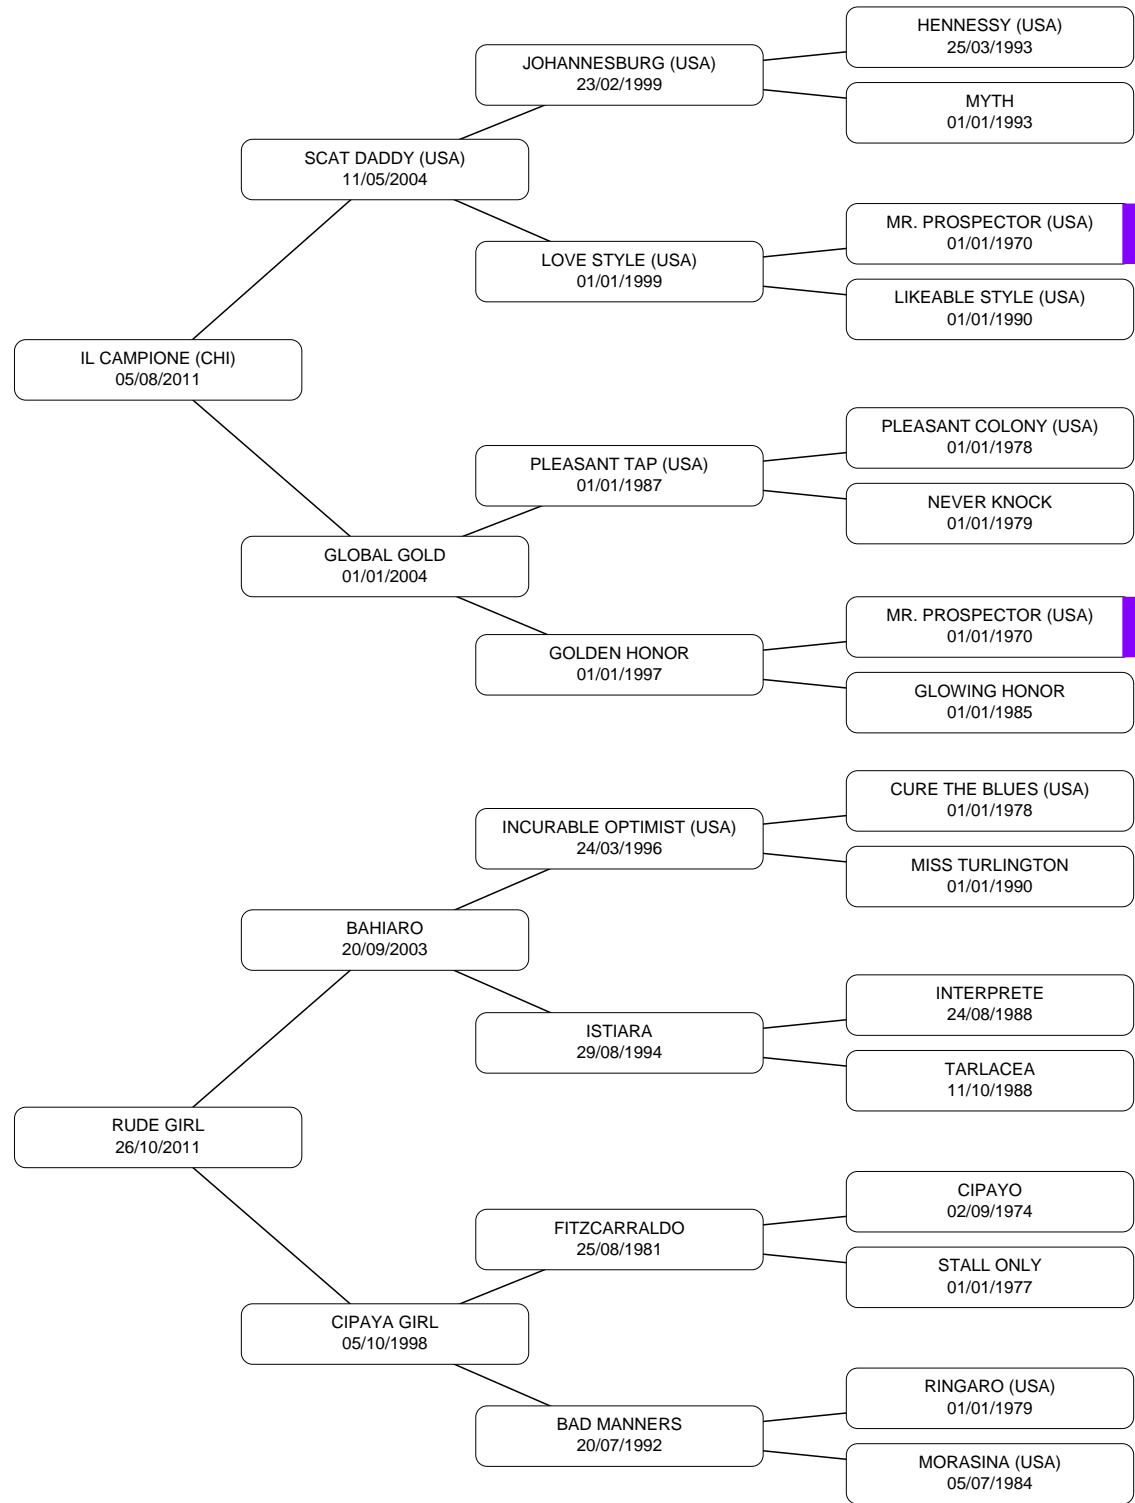 HENNESSY (USA)
25/03/1993
JOHANNESBURG (USA)
23/02/1999
MYTH
01/01/1993
SCAT DADDY (USA)
11/05/2004
MR. PROSPECTOR (USA)
01/01/1970
LOVE STYLE (USA)
01/01/1999
LIKEABLE STYLE (USA)
01/01/1990
IL CAMPIONE (CHI)
05/08/2011
PLEASANT COLONY (USA)
01/01/1978
PLEASANT TAP (USA)
01/01/1987
NEVER KNOCK
01/01/1979
GLOBAL GOLD
01/01/2004
MR. PROSPECTOR (USA)
01/01/1970
GOLDEN HONOR
01/01/1997
GLOWING HONOR
01/01/1985
CURE THE BLUES (USA)
01/01/1978
INCURABLE OPTIMIST (USA)
24/03/1996
MISS TURLINGTON
01/01/1990
BAHIARO
20/09/2003
INTERPRETE
24/08/1988
ISTIARA
29/08/1994
TARLACEA
11/10/1988
RUDE GIRL
26/10/2011
CIPAYO
02/09/1974
FITZCARRALDO
25/08/1981
STALL ONLY
01/01/1977
CIPAYA GIRL
05/10/1998
RINGARO (USA)
01/01/1979
BAD MANNERS
20/07/1992
MORASINA (USA)
05/07/1984